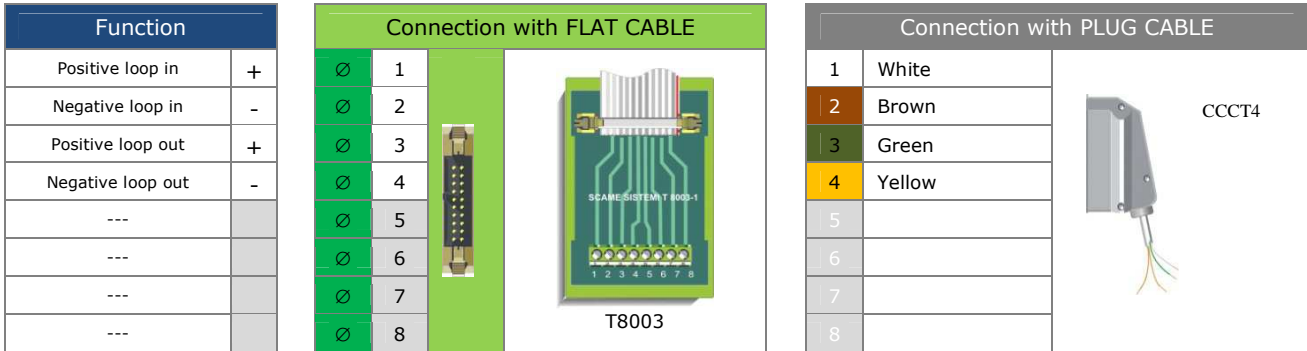 Function Connection with FLAT CABLE Connection with PLUG CABLE
Positive loop in + ∅ 1 1 White
Negative loop in - ∅ 2 2 Brown CCCT4
Positive loop out + ∅ 3 3 Green
Negative loop out - ∅ 4 4 Yellow
SCAME SISTEMI T 8003-1
--- ∅ 5 5
--- ∅ 6 6
1 2 3 4 5 6 7 8
--- ∅ 7 7
T8003
--- ∅ 8 8